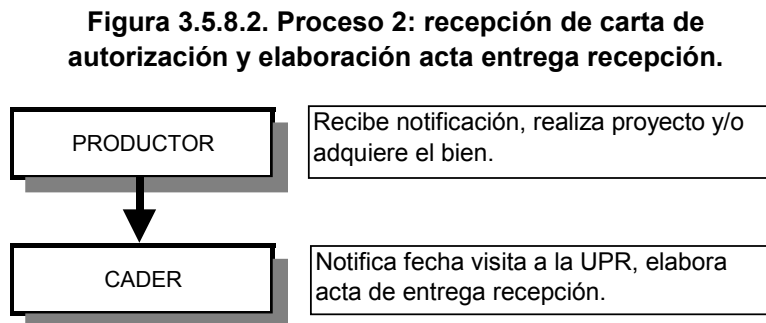 Figura 3.5.8.2. Proceso 2: recepción de carta de
autorización y elaboración acta entrega recepción.
PRODUCTOR
Recibe notificación, realiza proyecto y/o
adquiere el bien.
CADER
Notifica fecha visita a la UPR, elabora
acta de entrega recepción.